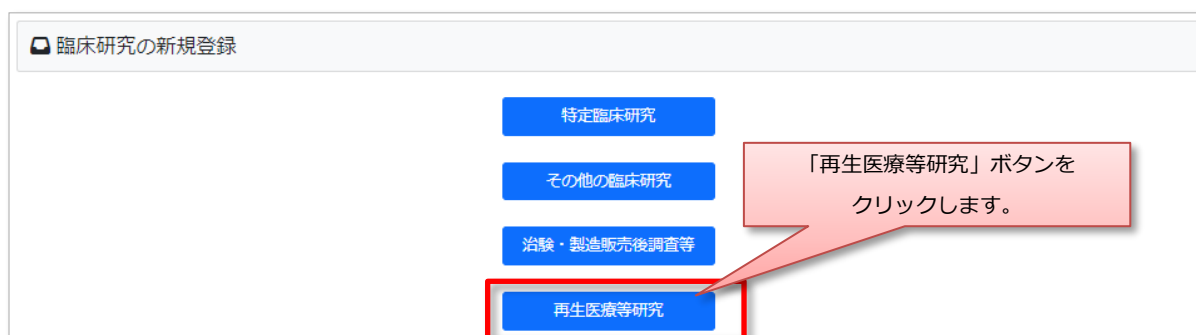 臨床研究の新規登録
特定臨床研究
その他の臨床研究
治験・製造販売後調査等
再生医療等研究
「再生医療等研究」ボタンを
クリックします。